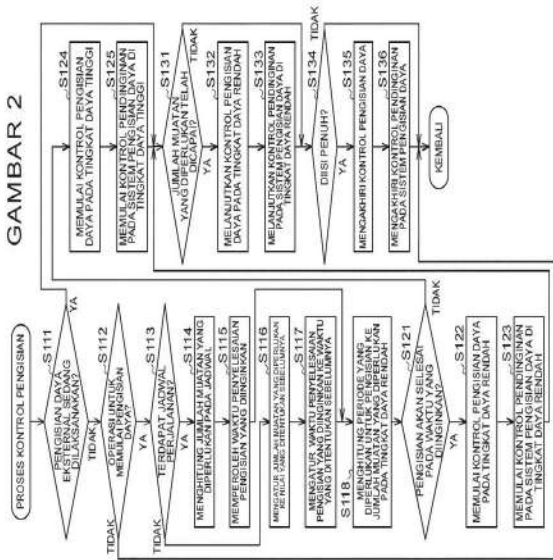 GAMBAR 2
PROSES KONTROL PENGISIAN
S111
PENGISIAN DAYA
EKSTERNAL SEDANG
DILAKSANAKAN?
YA
TIDAK
S112
OPERASI UNTUK
MEMULAI PENGISIAN
DAYA?
TIDAK
YA
S113
TERDAPAT JADWAL
PERJALANAN?
TIDAK
YA
S114
MENGHITUNG JUMLAH MUATAN YANG
DIPERLUKAN PADA JADWAL
S115
MEMPEROLEH WAKTU PENYELESAIAN
PENGISIAN YANG DIINGINKAN
S116
MENGATUR JUMLAH MUATAN YANG DIPERLUKAN
KE NILAI YANG DITENTUKAN SEBELUMNYA
S117
MENGATUR WAKTU PENYELESAIAN
PENGISIAN YANG DIINGINKAN KE WAKTU
YANG DITENTUKAN SEBELUMNYA
S118
MENGHITUNG PERIODE YANG
DIPERLUKAN UNTUK PENGISIAN KE
JUMLAH MUATAN YANG DIPERLUKAN
PADA TINGKAT DAYA RENDAH
S121
PENGISIAN AKAN SELESAI
PADA WAKTU YANG
DIINGINKAN?
TIDAK
YA
S122
MEMULAI KONTROL PENGISIAN DAYA
PADA TINGKAT DAYA RENDAH
S123
MEMULAI KONTROL PENDINGINAN
PADA SISTEM PENGISIAN DAYA DI
TINGKAT DAYA RENDAH
S124
MEMULAI KONTROL PENGISIAN
DAYA PADA TINGKAT DAYA TINGGI
S125
MEMULAI KONTROL PENDINGINAN
PADA SISTEM PENGISIAN DAYA DI
TINGKAT DAYA TINGGI
S131
JUMLAH MUATAN
YANG DIPERLUKAN TELAH
DICAPAI?
TIDAK
YA
S132
MELANJUTKAN KONTROL PENGISIAN
DAYA PADA TINGKAT DAYA RENDAH
S133
MELANJUTKAN KONTROL PENDINGINAN
PADA SISTEM PENGISIAN DAYA DI
TINGKAT DAYA RENDAH
S134
DIISI PENUH?
TIDAK
YA
S135
MENGAKHIRI KONTROL PENGISIAN DAYA
S136
MENGAKHIRI KONTROL PENDINGINAN
PADA SISTEM PENGISIAN DAYA
KEMBALI